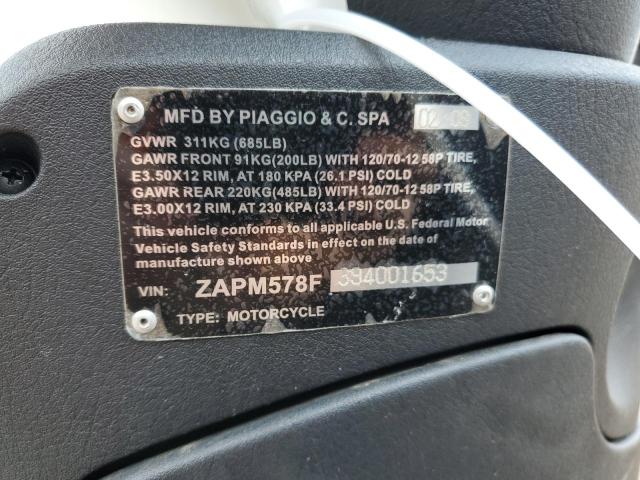 MFD BY PIAGGIO & C. SPA
GVWR 311KG (685LB)
GAWR FRONT 91KG(200LB) WITH 120/70-12 58P TIRE,
E3.50X12 RIM, AT 180 KPA (26.1 PSI) COLD
GAWR REAR 220KG(485LB) WITH 120/70-12 58P TIRE,
E3.00X12 RIM, AT 230 KPA (33.4 PSI) COLD
This vehicle conforms to all applicable U.S. Federal Motor
Vehicle Safety Standards in effect on the date of
manufacture shown above
VIN: ZAPM578F 394001653
TYPE: MOTORCYCLE